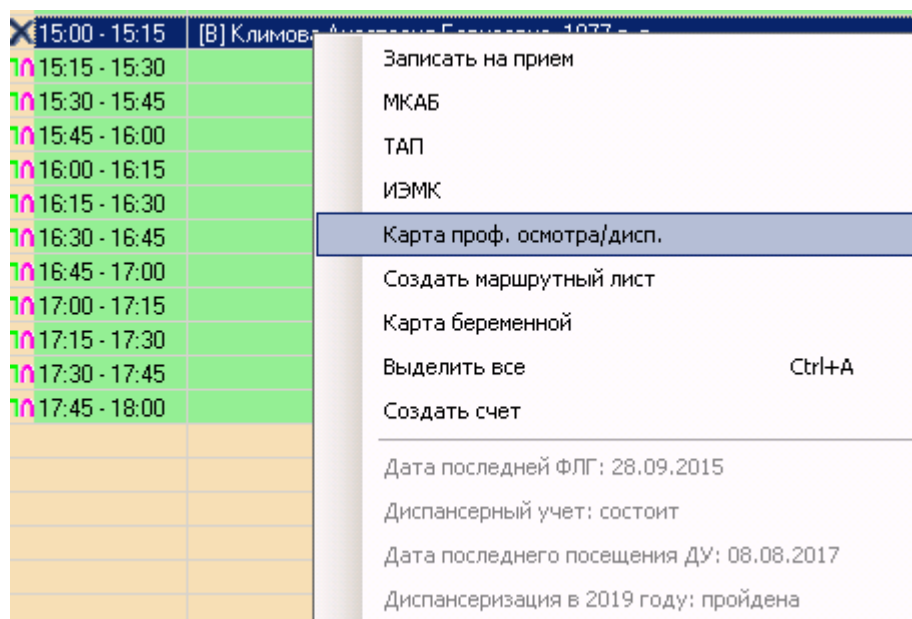 15:00 - 15:15 [В] Климова
15:15 - 15:30
15:30 - 15:45
15:45 - 16:00
16:00 - 16:15
16:15 - 16:30
16:30 - 16:45
16:45 - 17:00
17:00 - 17:15
17:15 - 17:30
17:30 - 17:45
17:45 - 18:00
Записать на прием
МКАБ
ТАП
ИЭМК
Карта проф. осмотра/дисп.
Создать маршрутный лист
Карта беременной
Выделить все Ctrl+A
Создать счет
Дата последней ФЛГ: 28.09.2015
Диспансерный учет: состоит
Дата последнего посещения ДУ: 08.08.2017
Диспансеризация в 2019 году: пройдена